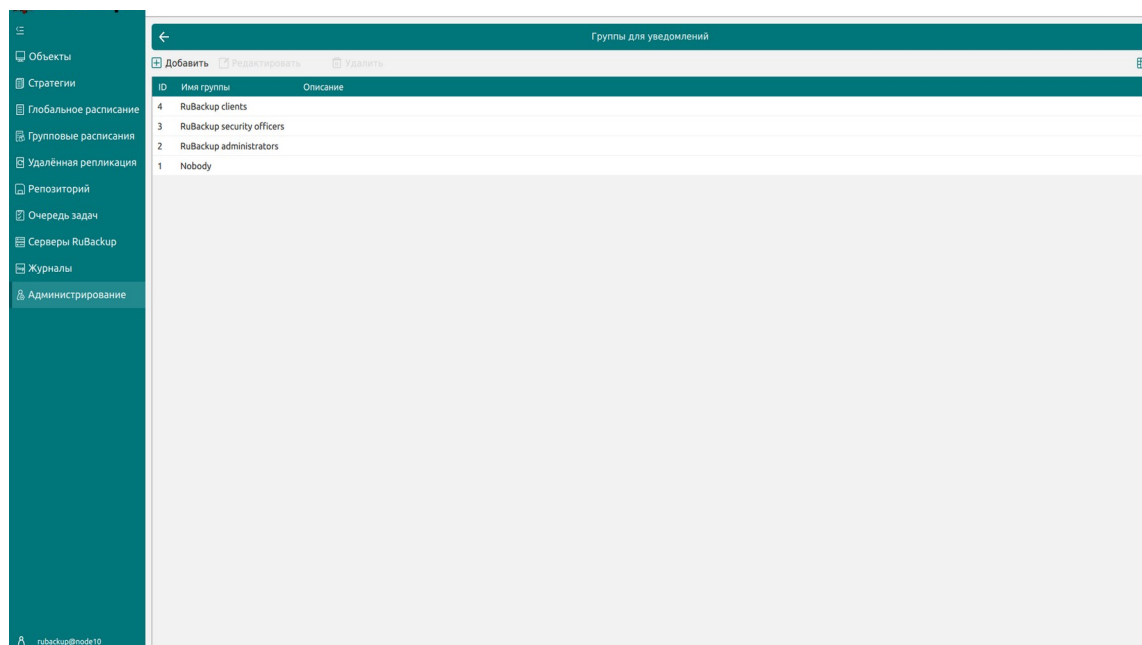 Группы для уведомлений
Объекты
Стратегии
Глобальное расписание
Групповые расписания
Удалённая репликация
Репозиторий
Очередь задач
Серверы RuBackup
Журналы
Администрирование
Добавить Редактировать Удалить
ID Имя группы Описание
4 RuBackup clients
3 RuBackup security officers
2 RuBackup administrators
1 Nobody
rubackup@node10